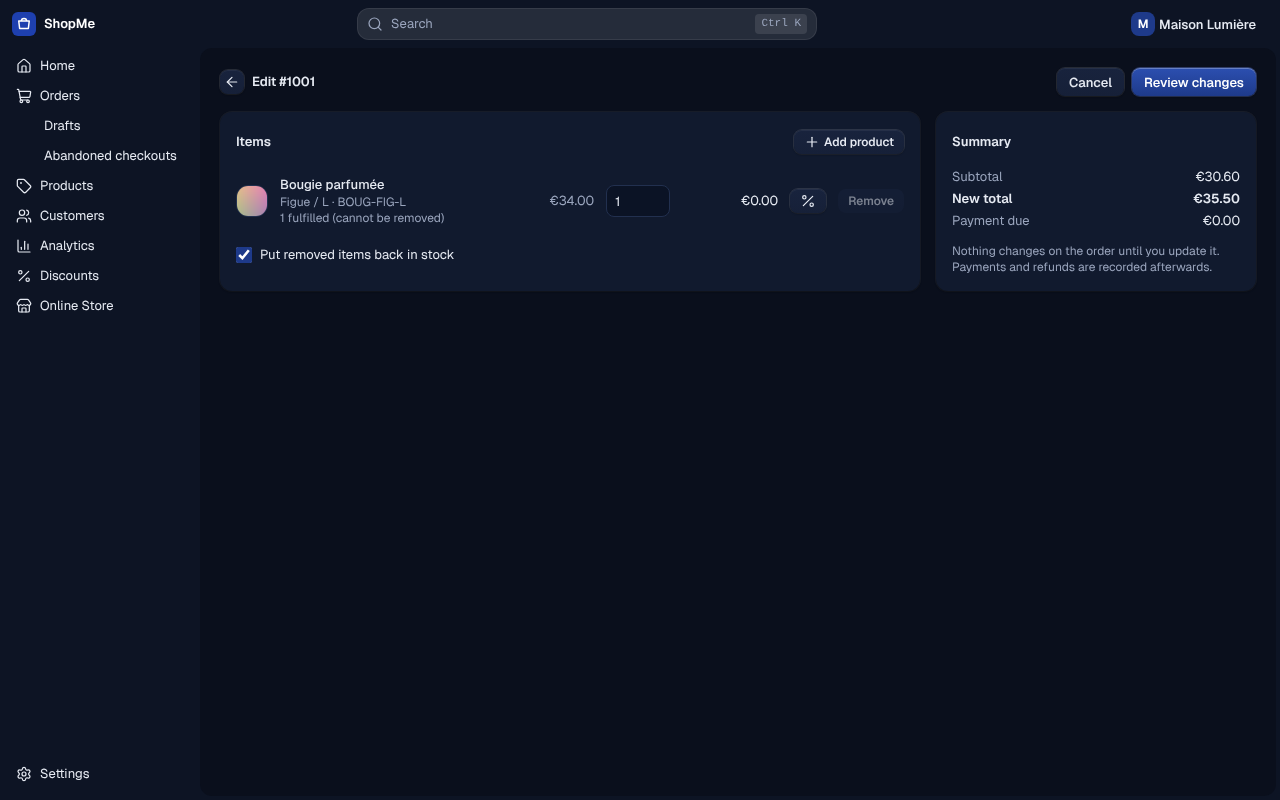 ShopMe
Search
Ctrl K
M
Maison Lumière
Home
Orders
Drafts
Abandoned checkouts
Products
Customers
Analytics
Discounts
Online Store
Settings
Edit #1001
Cancel
Review changes
Items
Add product
Bougie parfumée
Figue / L · BOUG-FIG-L
1 fulfilled (cannot be removed)
€34.00
1
€0.00
Remove
Put removed items back in stock
Summary
Subtotal €30.60
New total €35.50
Payment due €0.00
Nothing changes on the order until you update it.
Payments and refunds are recorded afterwards.